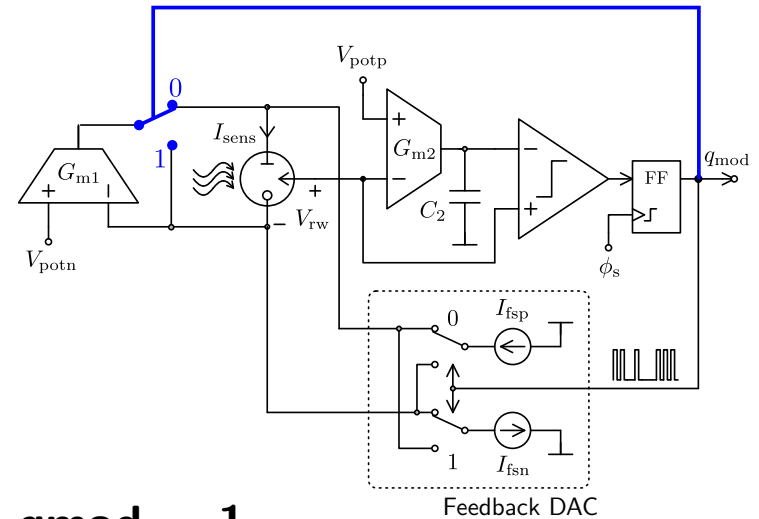 0
V_potp
I_sens
1
G_m1
+
V_potn
+
−
V_rw
+
G_m2
−
C_2
−
+
FF
q_mod
ϕ_s
0
I_fsp
1
I_fsn
Feedback DAC